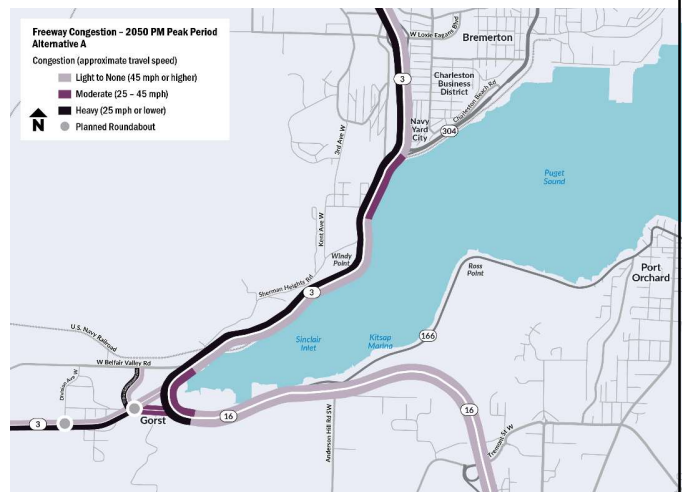 Freeway Congestion – 2050 PM Peak Period
Alternative A
Congestion (approximate travel speed)
Light to None (45 mph or higher)
Moderate (25 – 45 mph)
Heavy (25 mph or lower)
Planned Roundabout
N
W Loxie Eagans Blvd
Bremerton
3
Charleston
Business
District
Charleston Beach Rd
Navy
Yard
City
304
3rd Ave W
Puget
Sound
Kent Ave W
Windy
Point
Ross
Point
Port
Orchard
Sherman Heights Rd
3
U.S. Navy Railroad
Sinclair
Inlet
Kitsap
Marina
166
W Belfair Valley Rd
Division Ave W
3
Gorst
16
Anderson Hill Rd SW
16
Tremont St W